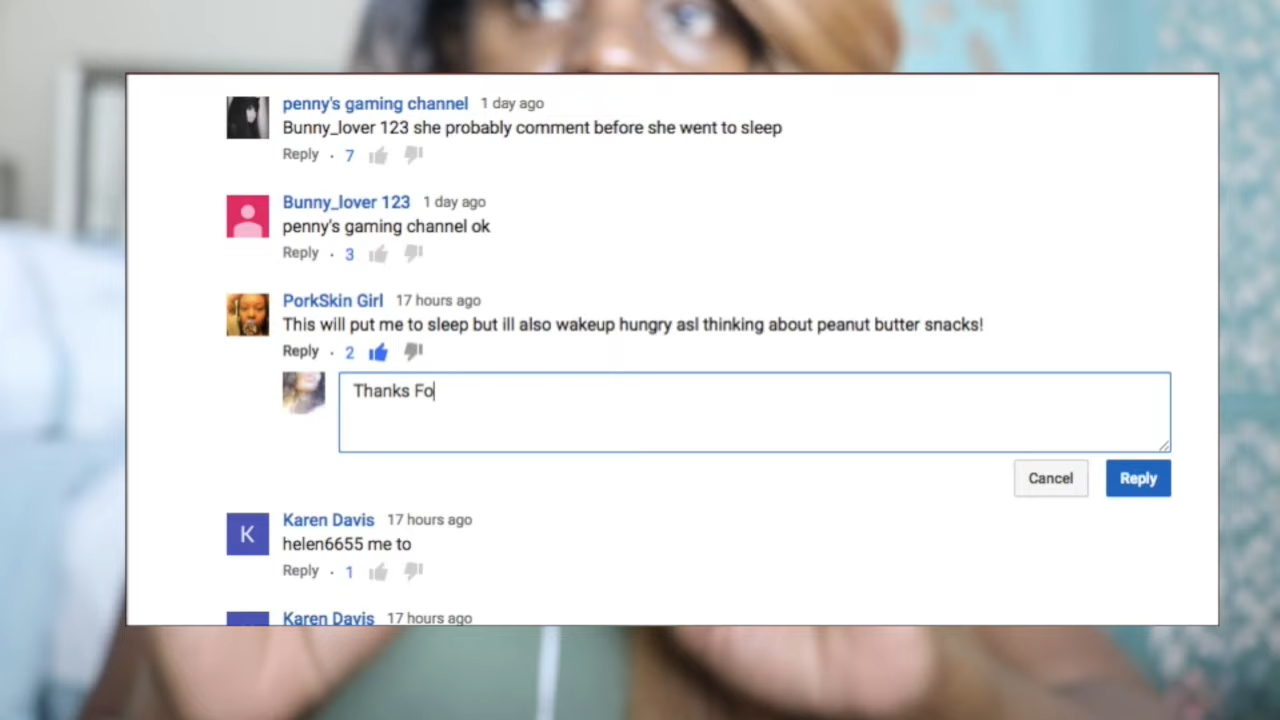 penny's gaming channel 1 day ago
Bunny_lover 123 she probably comment before she went to sleep
Reply · 7
Bunny_lover 123 1 day ago
penny's gaming channel ok
Reply · 3
PorkSkin Girl 17 hours ago
This will put me to sleep but ill also wakeup hungry asl thinking about peanut butter snacks!
Reply · 2
Thanks Fo
Cancel Reply
Karen Davis 17 hours ago
helen6655 me to
Reply · 1
K
Karen Davis 17 hours ago